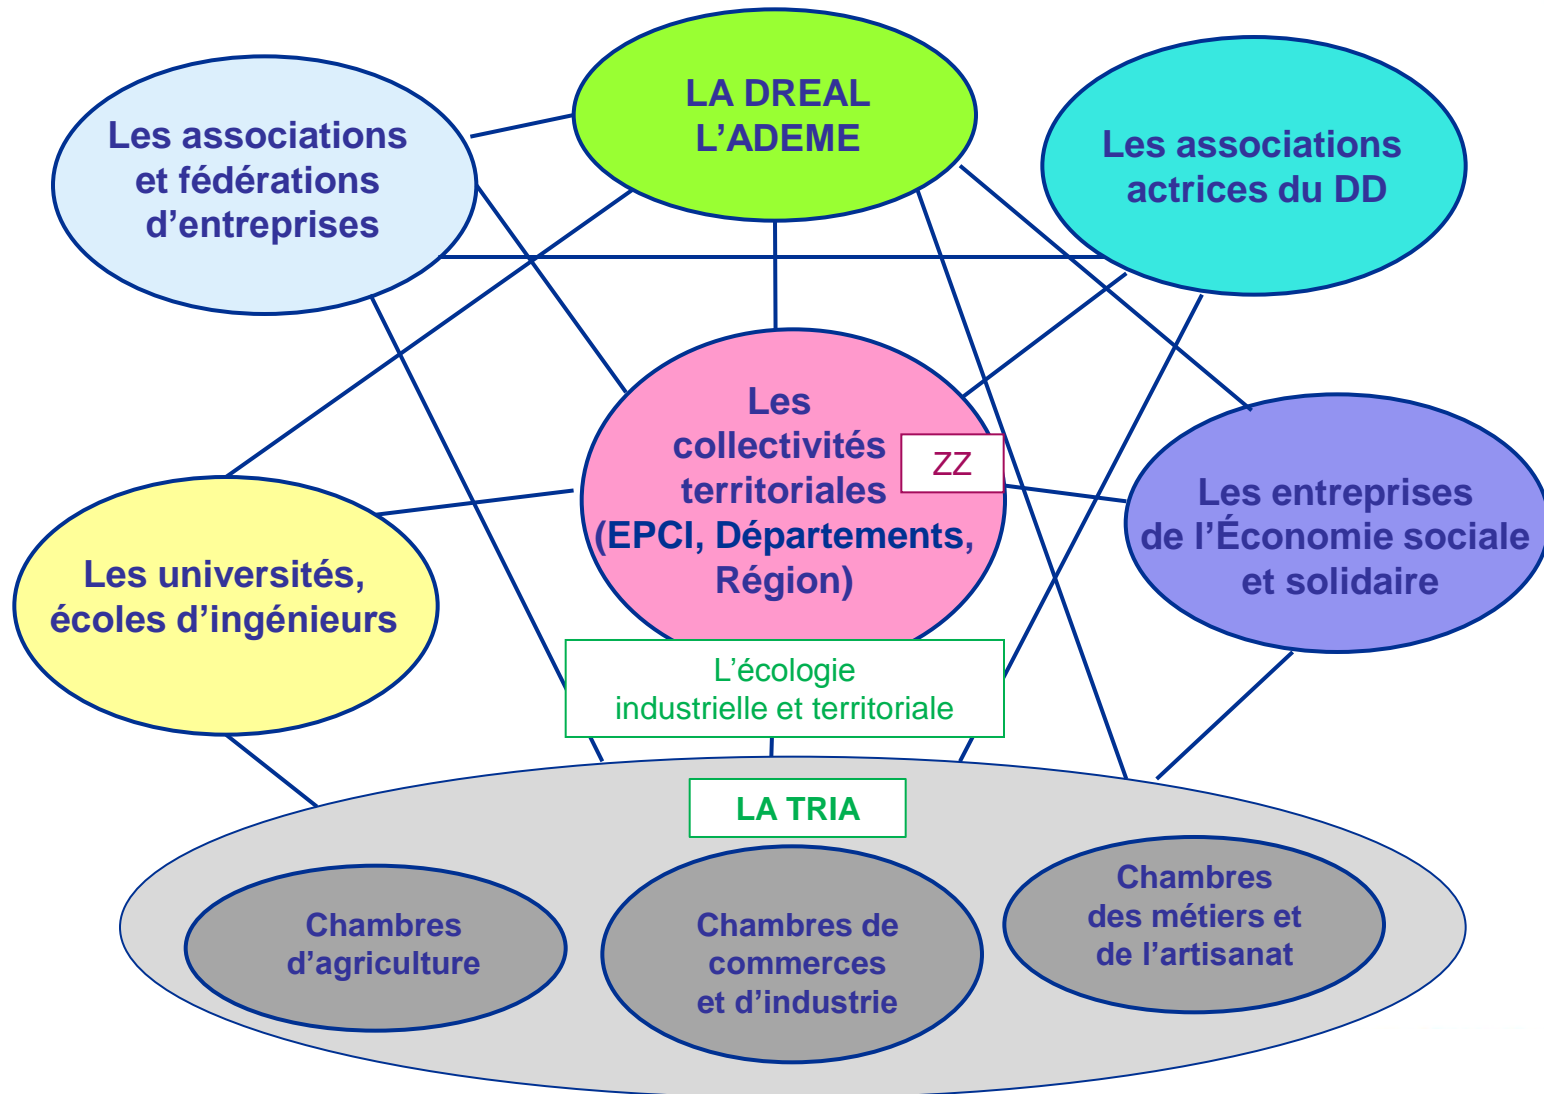 LA DREAL
L’ADEME
Les associations
et fédérations
d’entreprises
Les associations
actrices du DD
Les
collectivités
territoriales
(EPCI, Départements,
Région)
ZZ
Les entreprises
de l’Économie sociale
et solidaire
Les universités,
écoles d’ingénieurs
L’écologie
industrielle et territoriale
LA TRIA
Chambres
d’agriculture
Chambres de
commerces
et d’industrie
Chambres
des métiers et
de l’artisanat